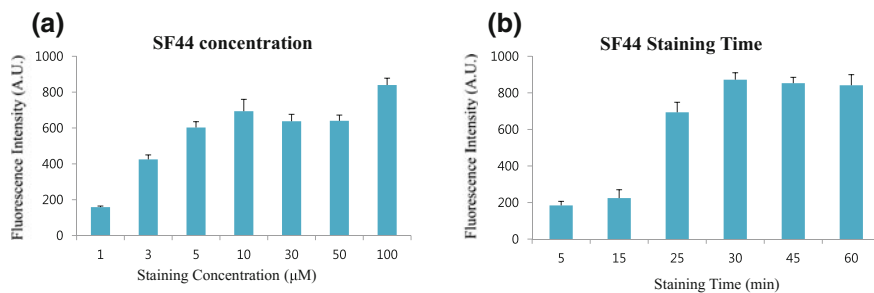 (a)
SF44 concentration
Fluorescence Intensity (A.U.)
1000
800
600
400
200
0
1 3 5 10 30 50 100
Staining Concentration (μM)
(b)
SF44 Staining Time
Fluorescence Intensity (A.U.)
1000
800
600
400
200
0
5 15 25 30 45 60
Staining Time (min)